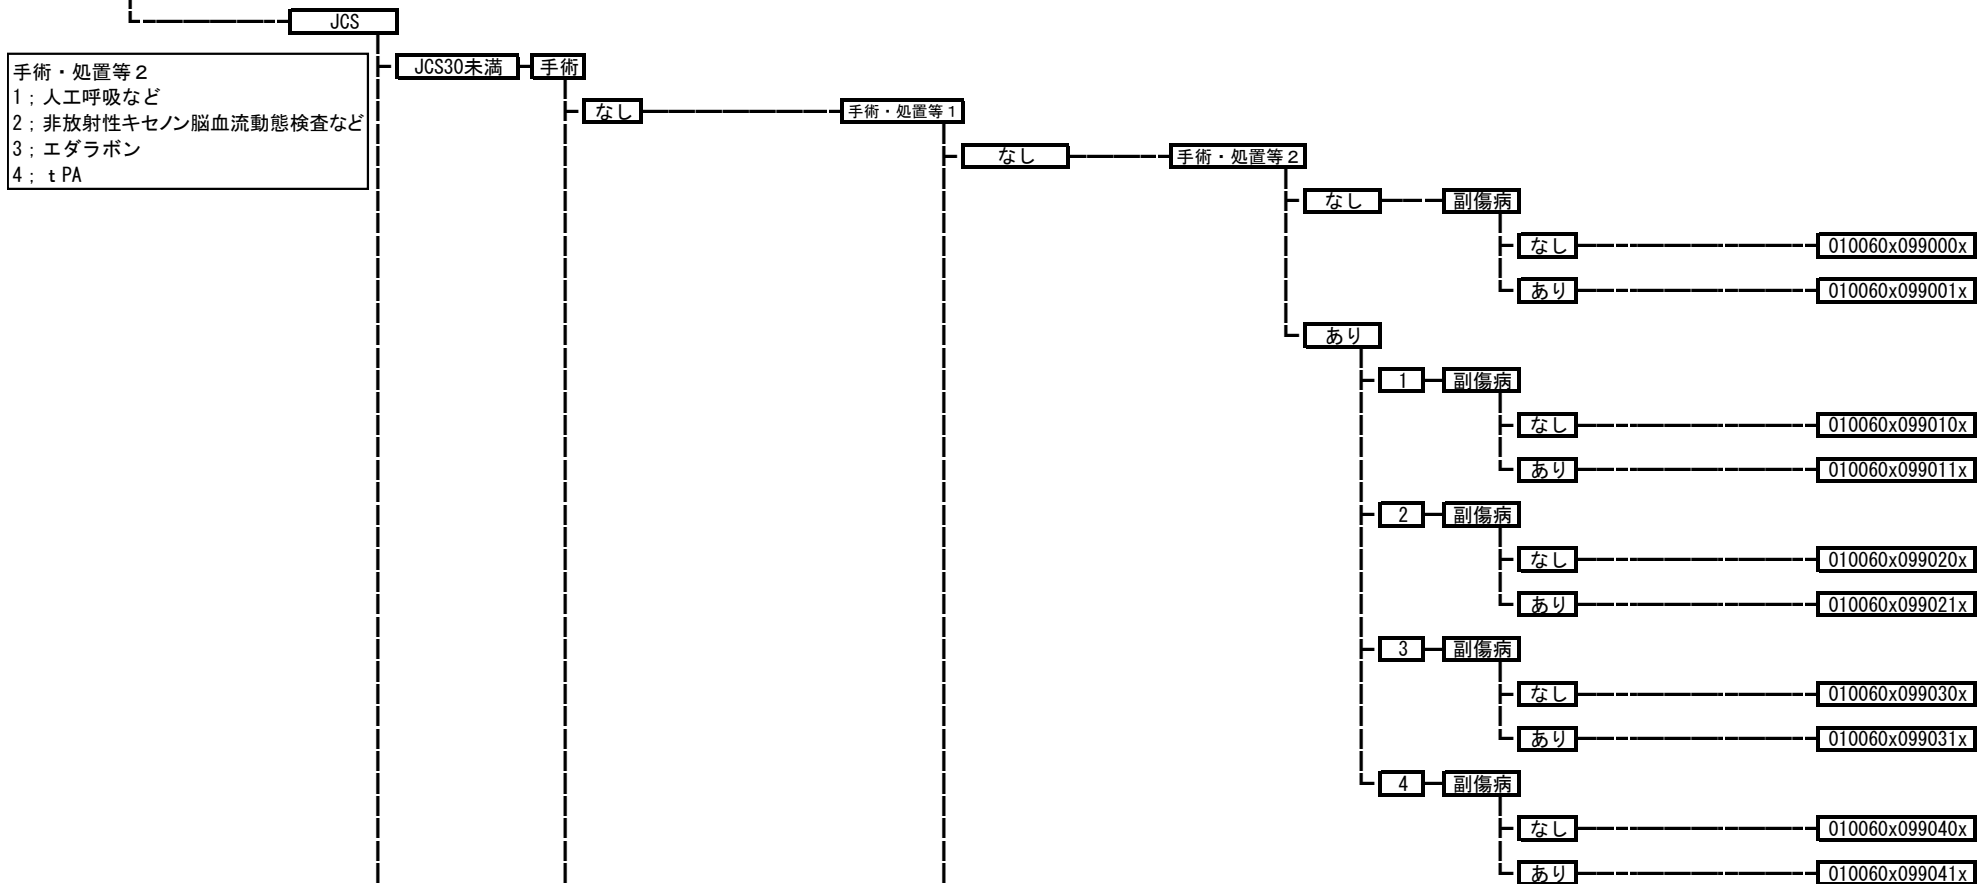 JCS
手術・処置等２
1；人工呼吸など
2；非放射性キセノン脳血流動態検査など
3；エダラボン
4；ｔPA
JCS30未満 手術
なし 手術・処置等１
なし 手術・処置等２
なし 副傷病
なし 010060x099000x
あり 010060x099001x
あり
1 副傷病
なし 010060x099010x
あり 010060x099011x
2 副傷病
なし 010060x099020x
あり 010060x099021x
3 副傷病
なし 010060x099030x
あり 010060x099031x
4 副傷病
なし 010060x099040x
あり 010060x099041x